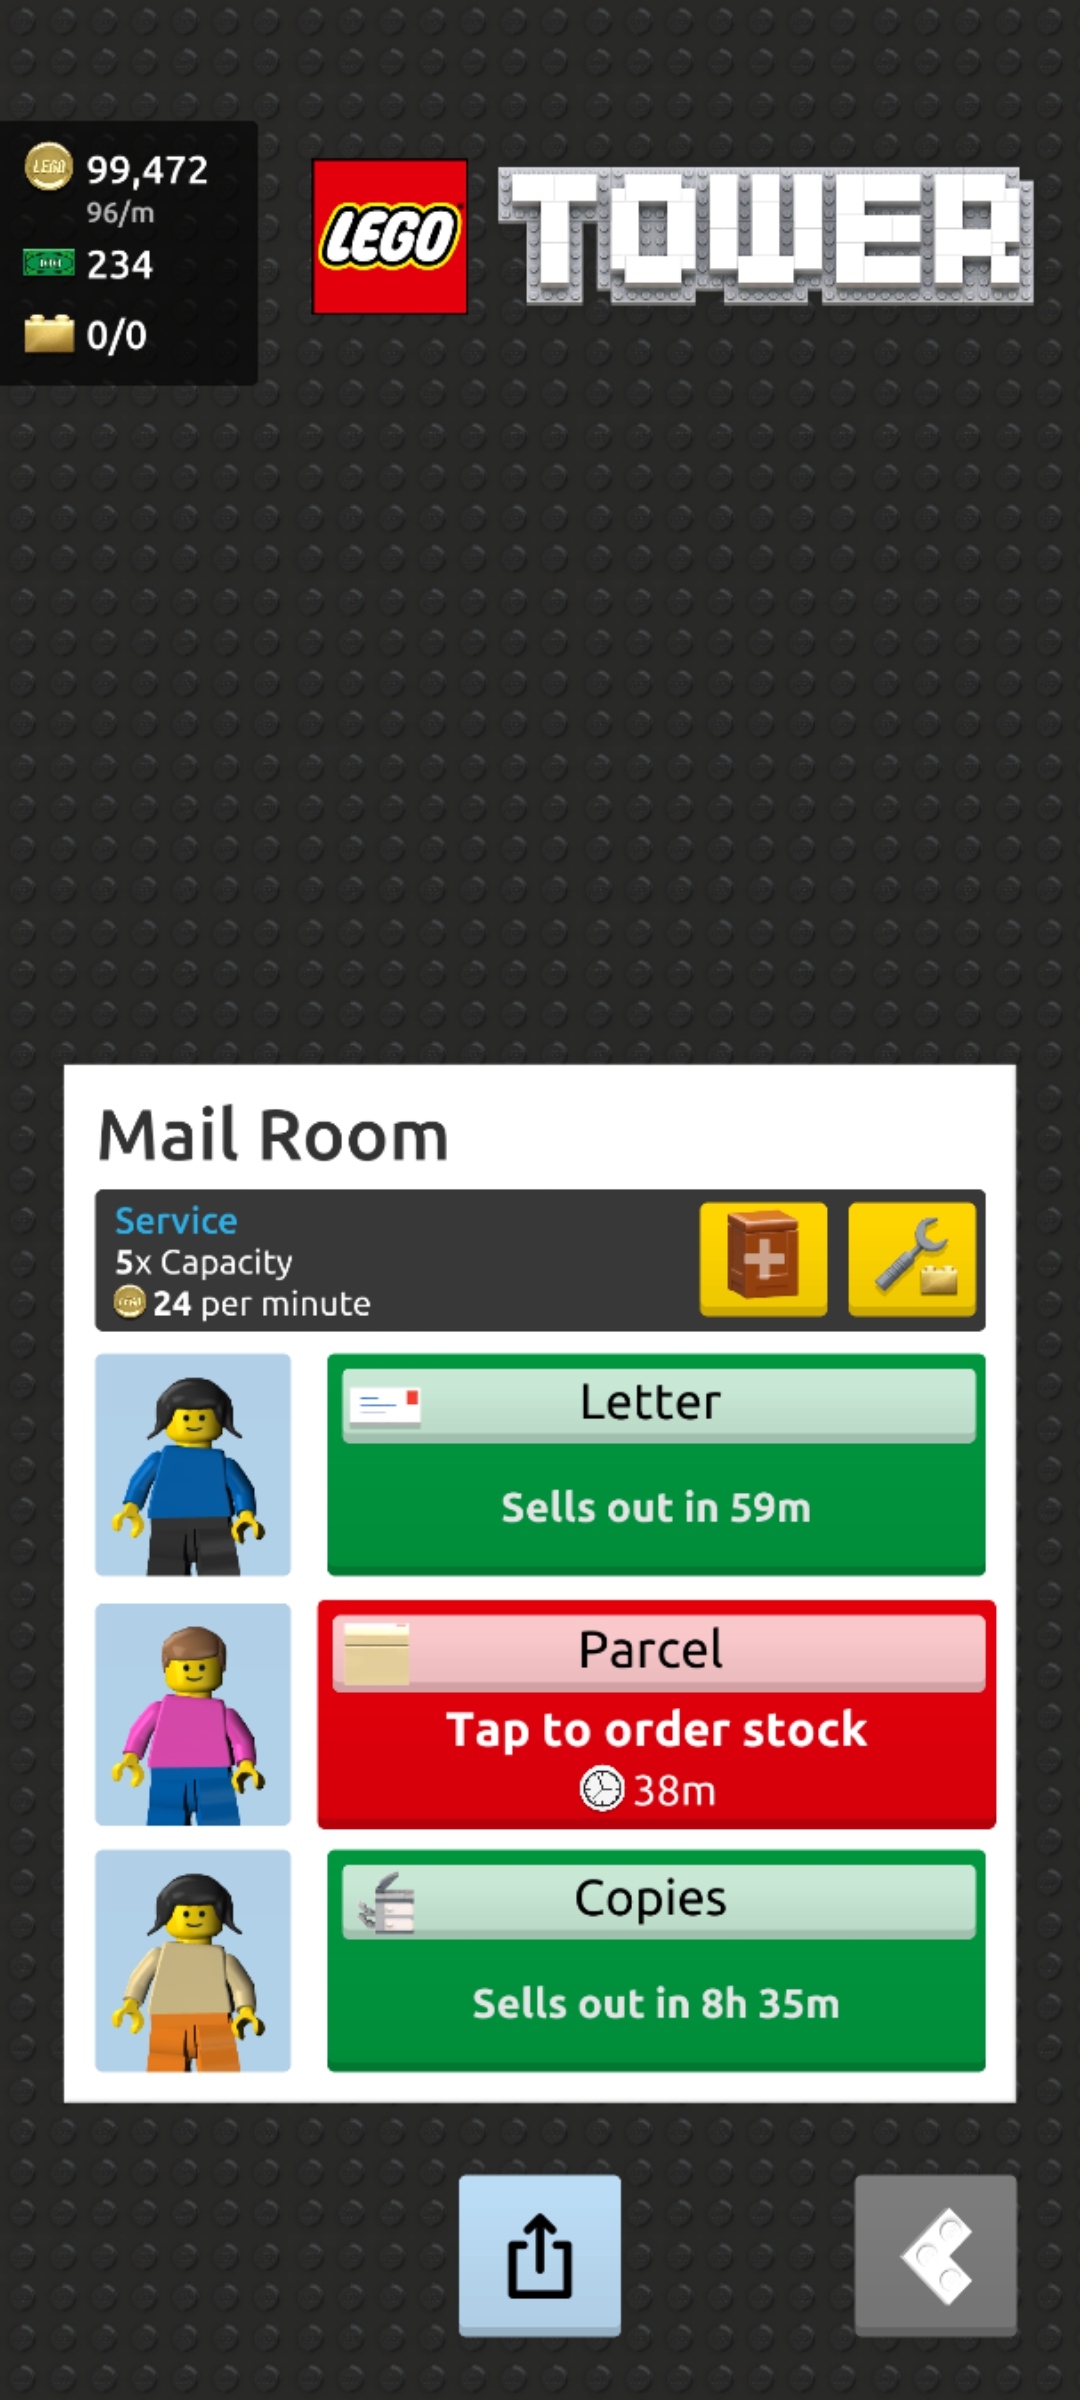 99,472
96/m
234
0/0
LEGO
TOWER
Mail Room
Service
5x Capacity
24 per minute
Letter
Sells out in 59m
Parcel
Tap to order stock
38m
Copies
Sells out in 8h 35m